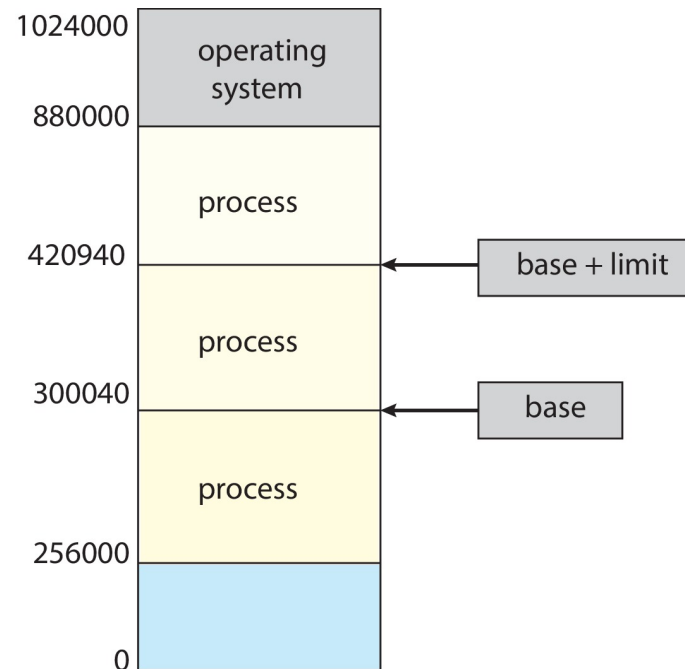 1024000
operating
system
880000
process
420940
base + limit
process
300040
base
process
256000
0